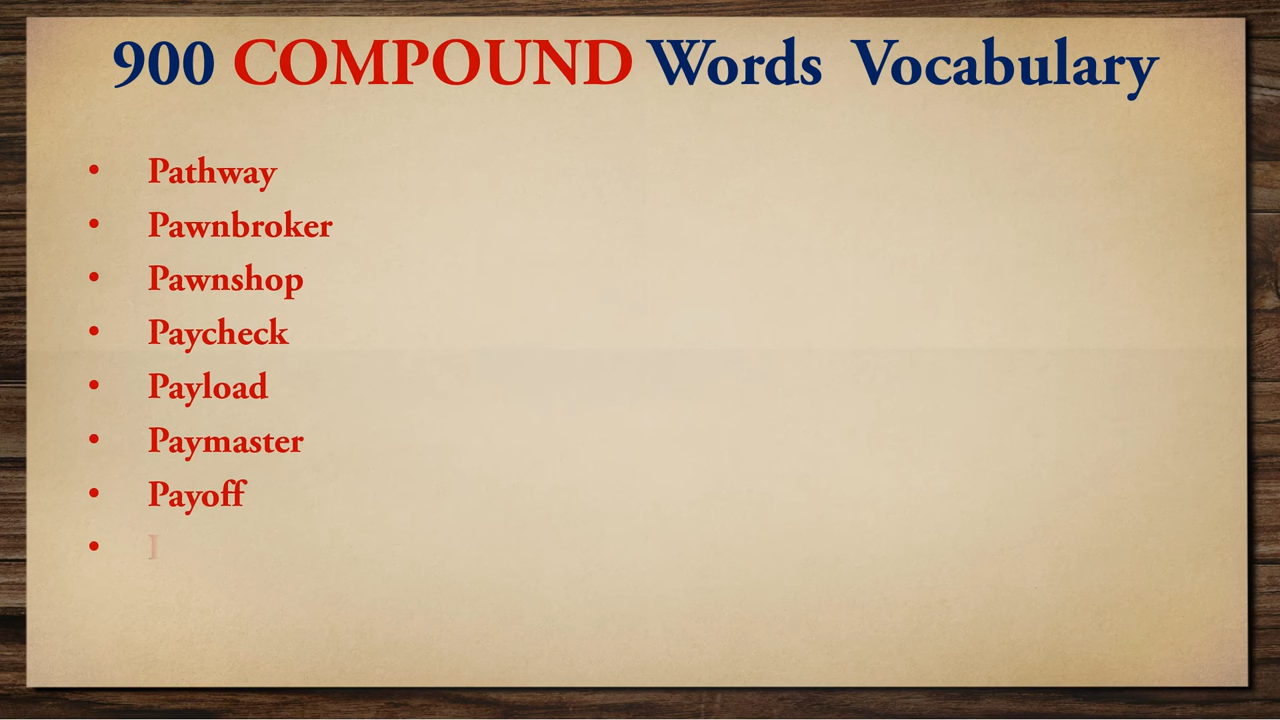 900 COMPOUND Words Vocabulary
• Pathway
• Pawnbroker
• Pawnshop
• Paycheck
• Payload
• Paymaster
• Payoff
•